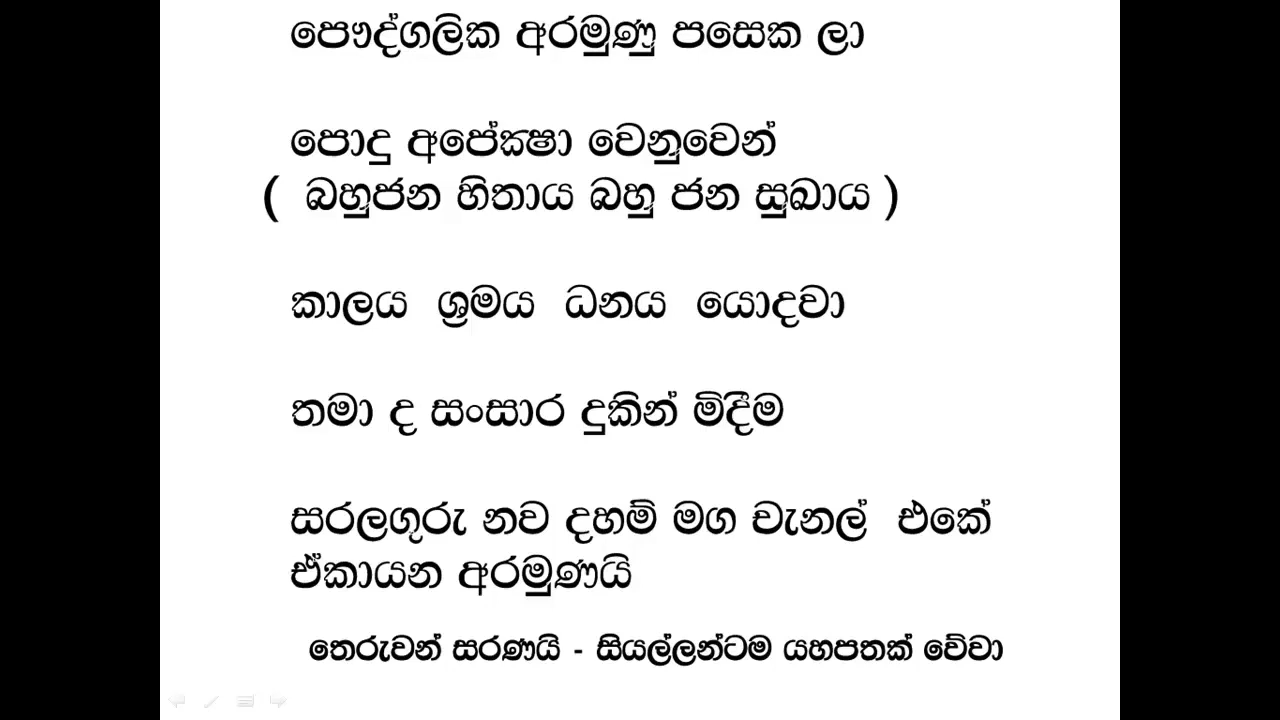 පෞද්ගලික අරමුණු පසෙක ලා
පොදු අපේක්‍ෂා වෙනුවෙන්
( බහුජන හිතාය බහු ජන සුඛාය )
කාලය ශ්‍රමය ධනය යොදවා
තමා ද සංසාර දුකින් මිදීම
සරලගුරු නව දහම් මග චැනල් එකේ
ඒකායන අරමුණයි
තෙරුවන් සරණයි - සියල්ලන්ටම යහපතක් වේවා